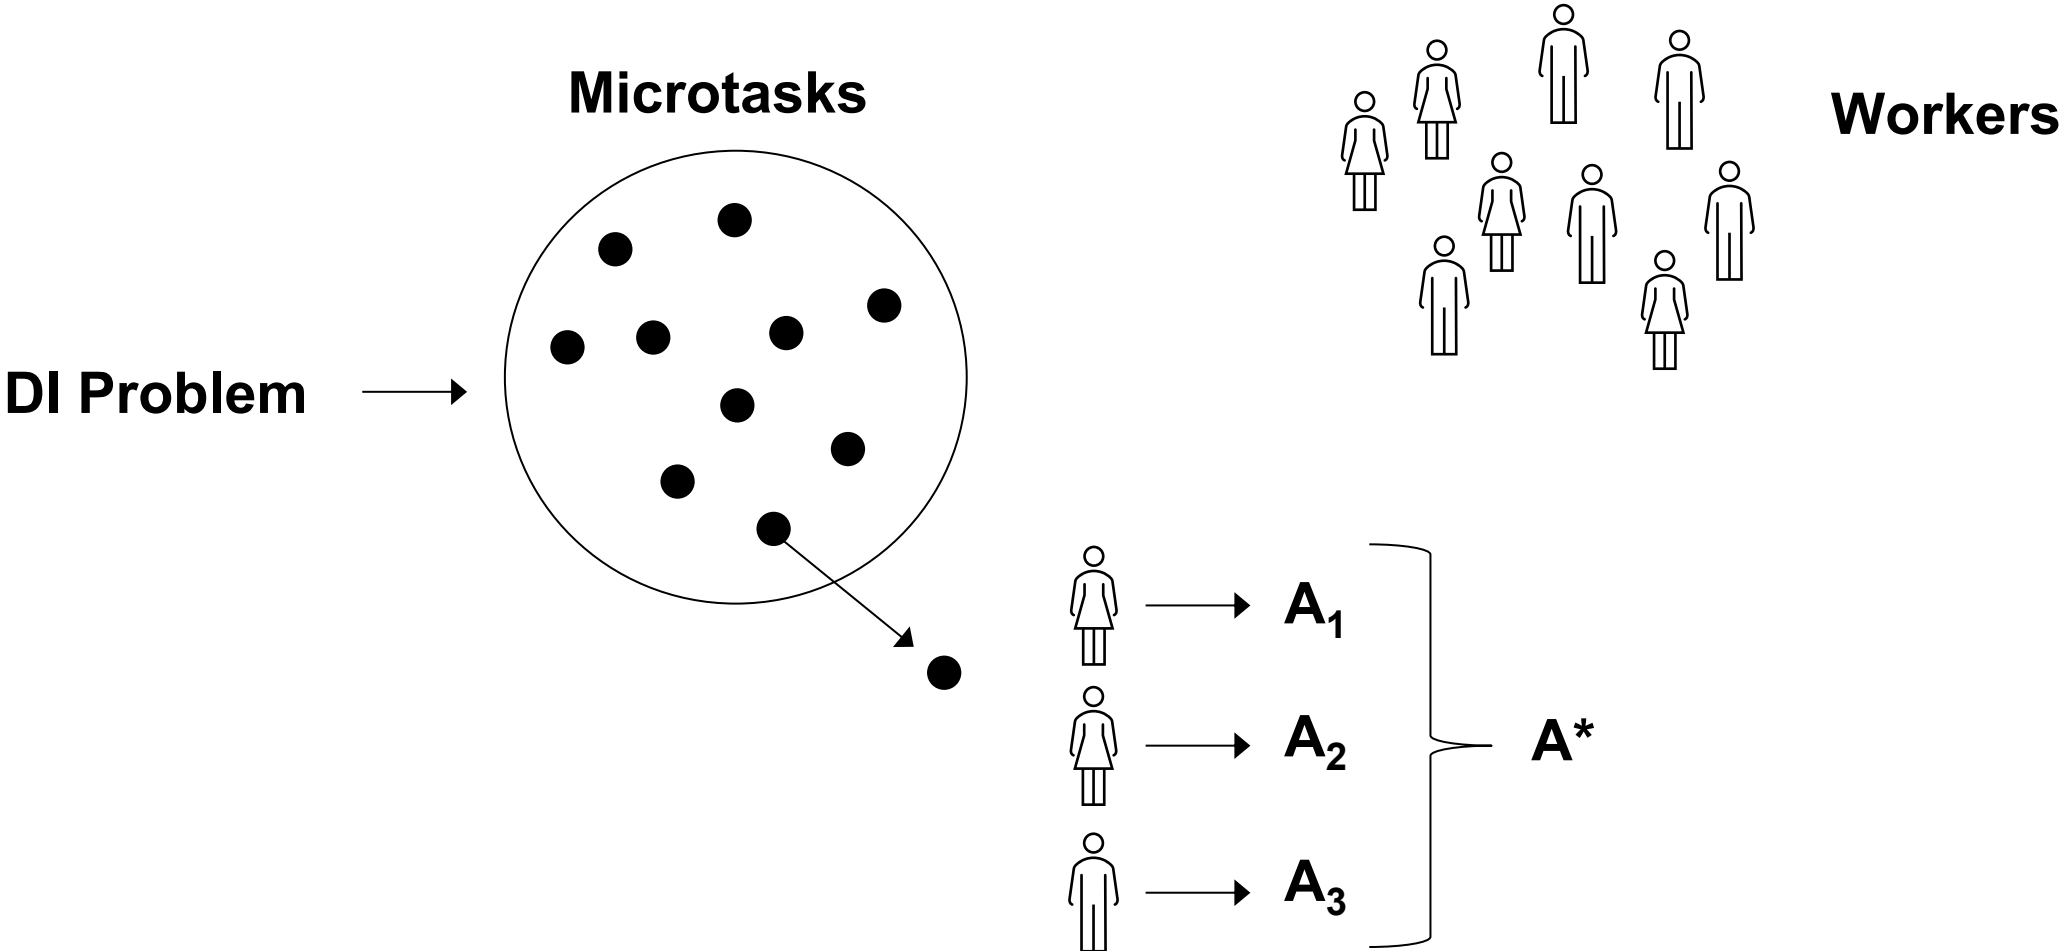 Microtasks
Workers
DI Problem
A₁
A₂
A*
A₃